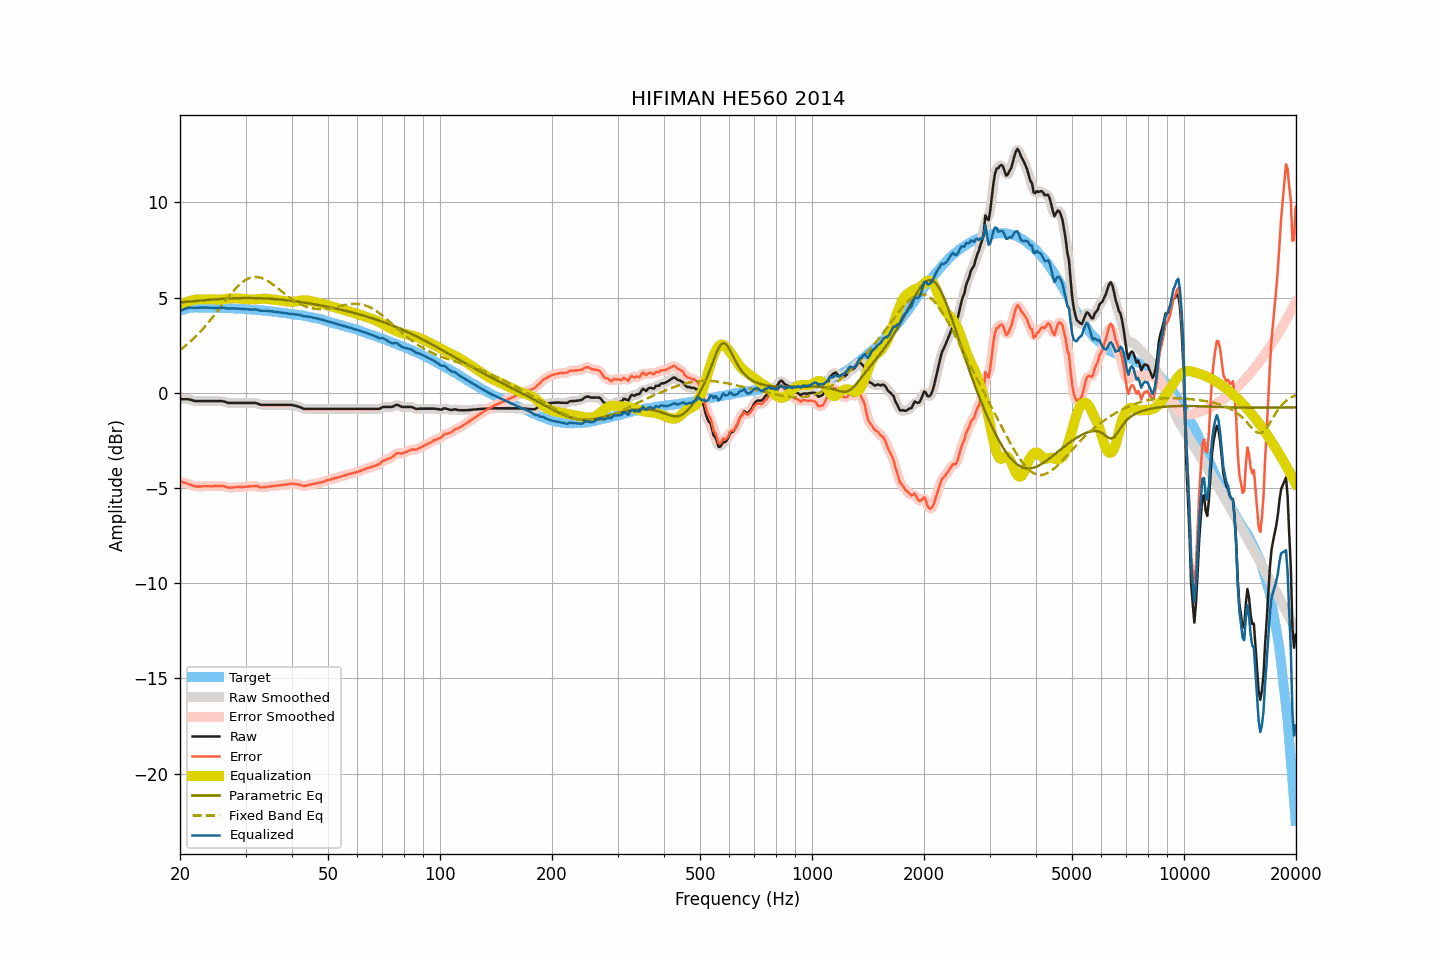 HIFIMAN HE560 2014
10
5
0
−5
−10
−15
−20
Amplitude (dBr)
Target
Raw Smoothed
Error Smoothed
Raw
Error
Equalization
Parametric Eq
Fixed Band Eq
Equalized
20 50 100 200 500 1000 2000 5000 10000 20000
Frequency (Hz)